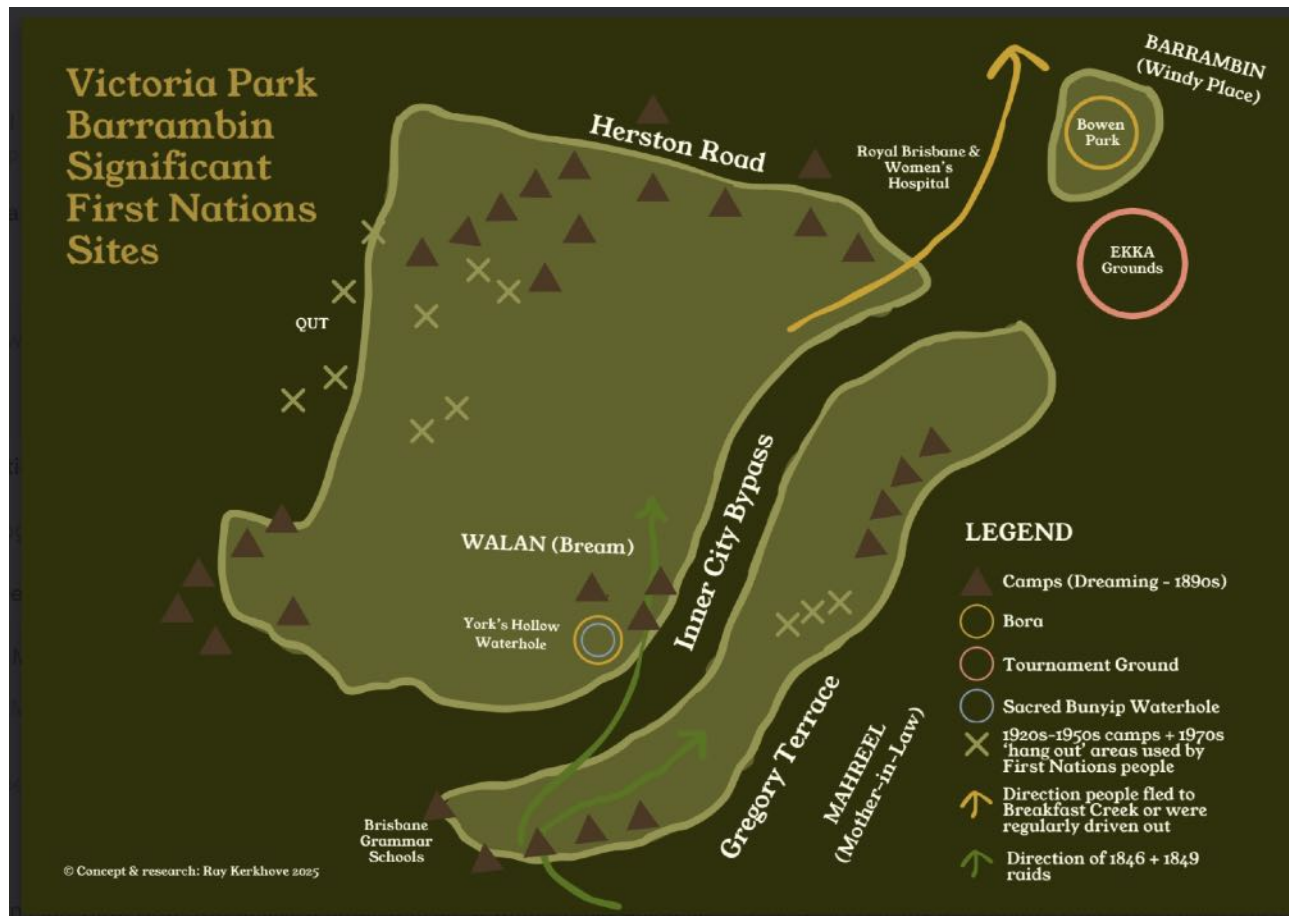 Victoria Park
Barrambin
Significant
First Nations
Sites
BARRAMBIN
(Windy Place)
Herston Road
Bowen
Park
Royal Brisbane &
Women's
Hospital
EKKA
Grounds
QUT
WALAN (Bream)
York's Hollow
Waterhole
Inner City Bypass
Gregory Terrace
MAHREEL
(Mother-in-Law)
Brisbane
Grammar
Schools
LEGEND
Camps (Dreaming - 1890s)
Bora
Tournament Ground
Sacred Bunyip Waterhole
1920s-1950s camps + 1970s
'hang out' areas used by
First Nations people
Direction people fled to
Breakfast Creek or were
regularly driven out
Direction of 1846 + 1849
raids
© Concept & research: Ray Kerkhove 2025